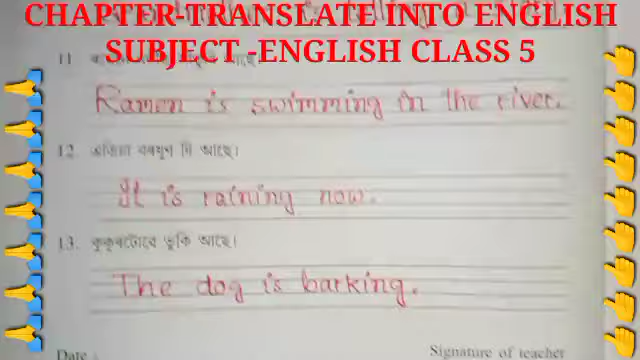 CHAPTER-TRANSLATE INTO ENGLISH
SUBJECT -ENGLISH CLASS 5
11. আছে।
Ramen is swimming in the river.
12. এতিয়া বৰষুণ দি আছে।
It is raining now.
13. কুকুৰটোৱে ভুকি আছে।
The dog is barking.
Date : Signature of teacher